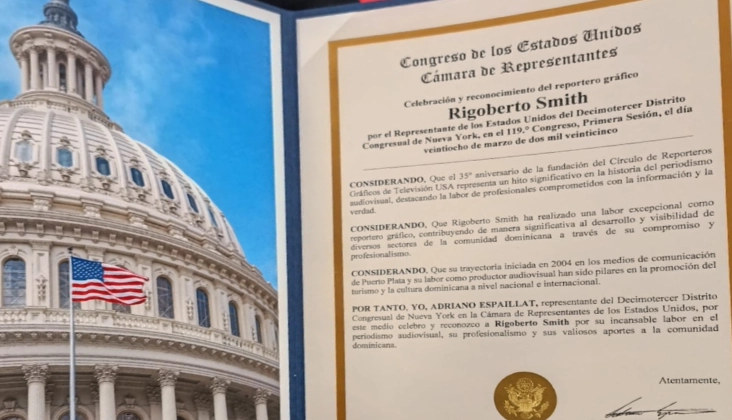 Congreso de los Estados Unidos
Cámara de Representantes
Celebración y reconocimiento del reportero gráfico
Rigoberto Smith
por el Representante de los Estados Unidos del Decimotercer Distrito
Congresual de Nueva York, en el 119.º Congreso, Primera Sesión, el día
veintiocho de marzo de dos mil veinticinco
CONSIDERANDO, Que el 35º aniversario de la fundación del Círculo de Reporteros
Gráficos de Televisión USA representa un hito significativo en la historia del periodismo
audiovisual, destacando la labor de profesionales comprometidos con la información y la
verdad.
CONSIDERANDO, Que Rigoberto Smith ha realizado una labor excepcional como
reportero gráfico, contribuyendo de manera significativa al desarrollo y visibilidad de
diversos sectores de la comunidad dominicana a través de su compromiso y
profesionalismo.
CONSIDERANDO, Que su trayectoria iniciada en 2004 en los medios de comunicación
de Puerto Plata y su labor como productor audiovisual han sido pilares en la promoción del
turismo y la cultura dominicana a nivel nacional e internacional.
POR TANTO, YO, ADRIANO ESPAILLAT, representante del Decimotercer Distrito
Congresual de Nueva York en la Cámara de Representantes de los Estados Unidos, por
este medio celebro y reconozco a Rigoberto Smith por su incansable labor en el
periodismo audiovisual, su profesionalismo y sus valiosos aportes a la comunidad
dominicana.
Atentamente,